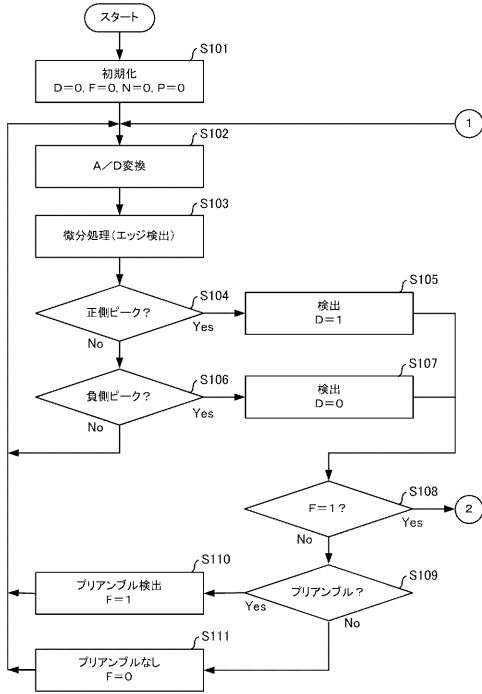 スタート
S101
初期化
D=0, F=0, N=0, P=0
1
S102
A/D変換
S103
微分処理(エッジ検出)
S104
正側ピーク?
Yes
No
S105
検出
D=1
S106
負側ピーク?
Yes
No
S107
検出
D=0
S108
F=1?
Yes
No
2
S109
プリアンブル?
Yes
No
S110
プリアンブル検出
F=1
S111
プリアンブルなし
F=0